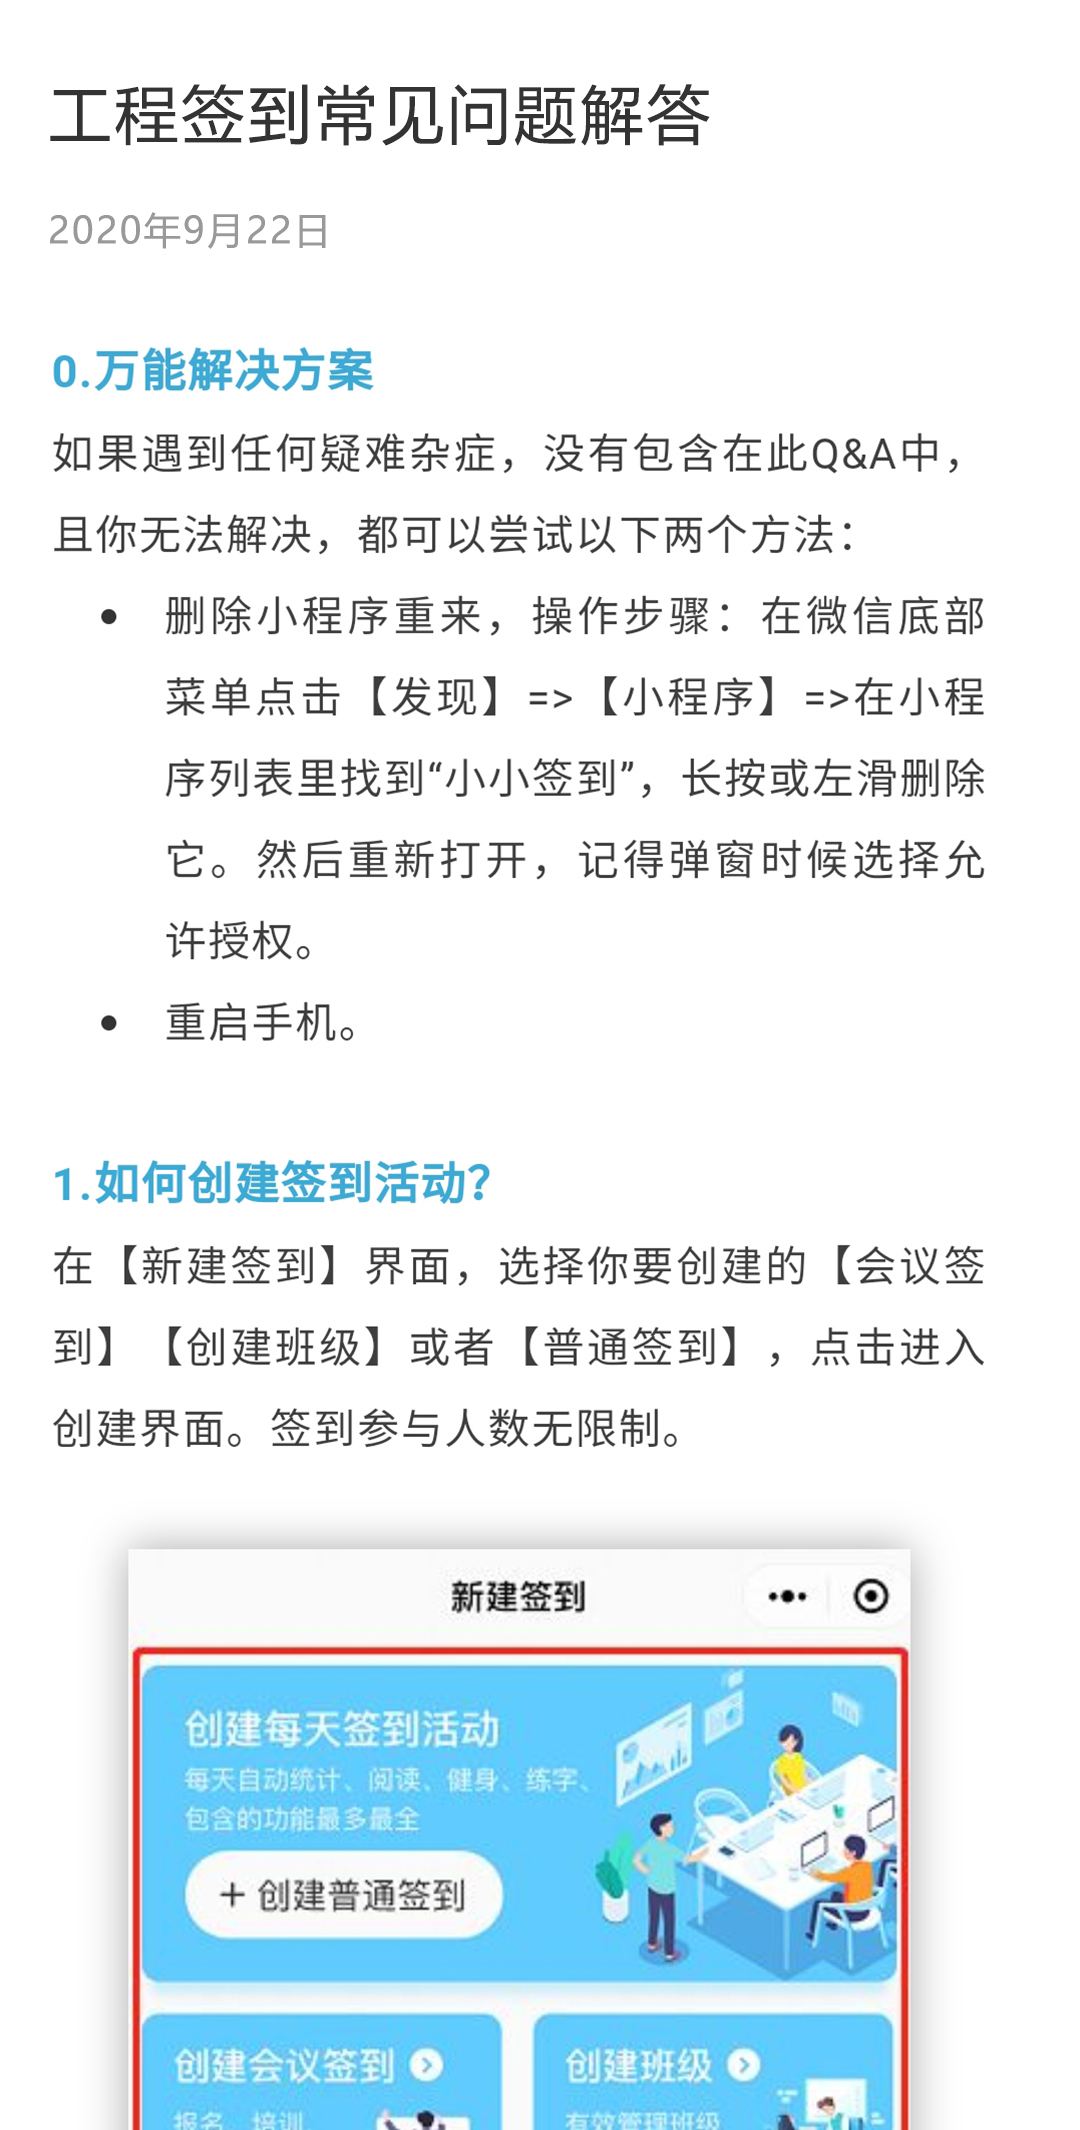 工程签到常见问题解答
2020年9月22日
0.万能解决方案
如果遇到任何疑难杂症，没有包含在此Q&A中，
且你无法解决，都可以尝试以下两个方法：
• 删除小程序重来，操作步骤：在微信底部
菜单点击【发现】=>【小程序】=>在小程
序列表里找到“小小签到”，长按或左滑删除
它。然后重新打开，记得弹窗时候选择允
许授权。
• 重启手机。
1.如何创建签到活动？
在【新建签到】界面，选择你要创建的【会议签
到】【创建班级】或者【普通签到】，点击进入
创建界面。签到参与人数无限制。
新建签到
创建每天签到活动
每天自动统计、阅读、健身、练字、
包含的功能最多最全
+ 创建普通签到
创建会议签到
创建班级
报名、培训
有效管理班级